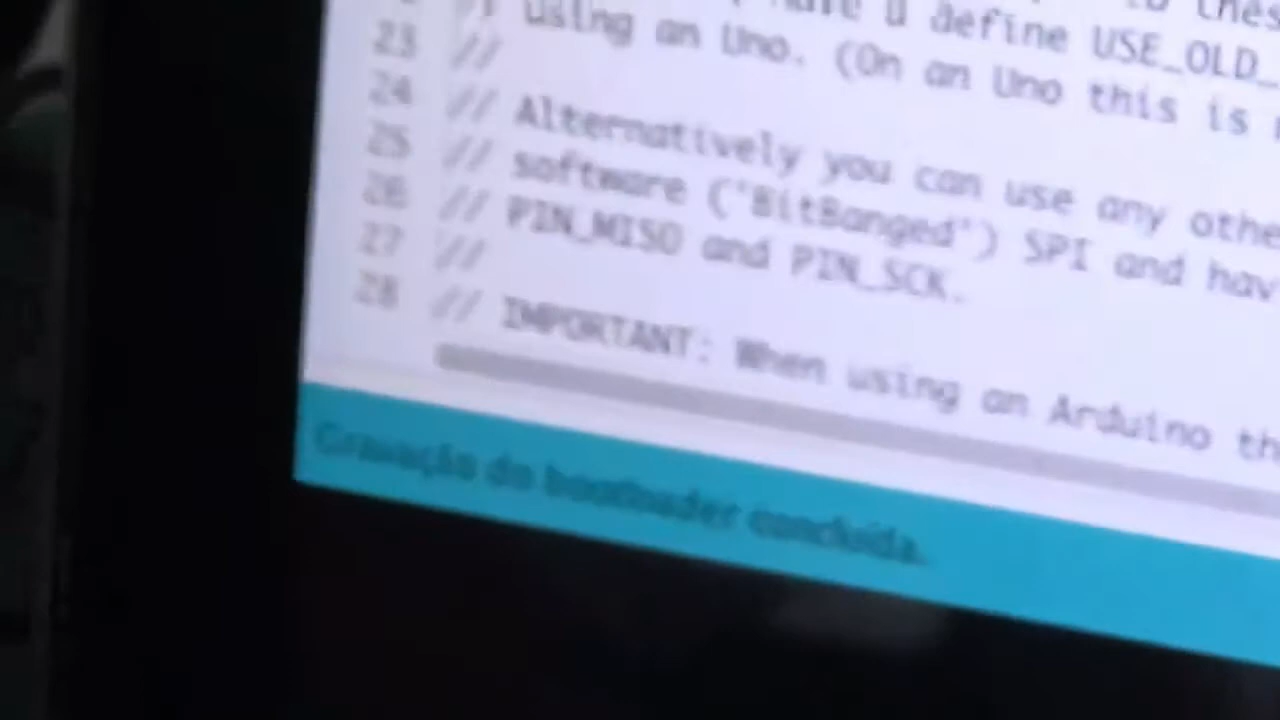 define USE_OLD_
23 // using an Uno. (On an Uno this is
24 //
25 // Alternatively you can use any othe
26 // software ('BitBanged') SPI and hav
27 // PIN_MISO and PIN_SCK.
28 //
// IMPORTANT: When using an Arduino th
Gravação do bootloader concluída.